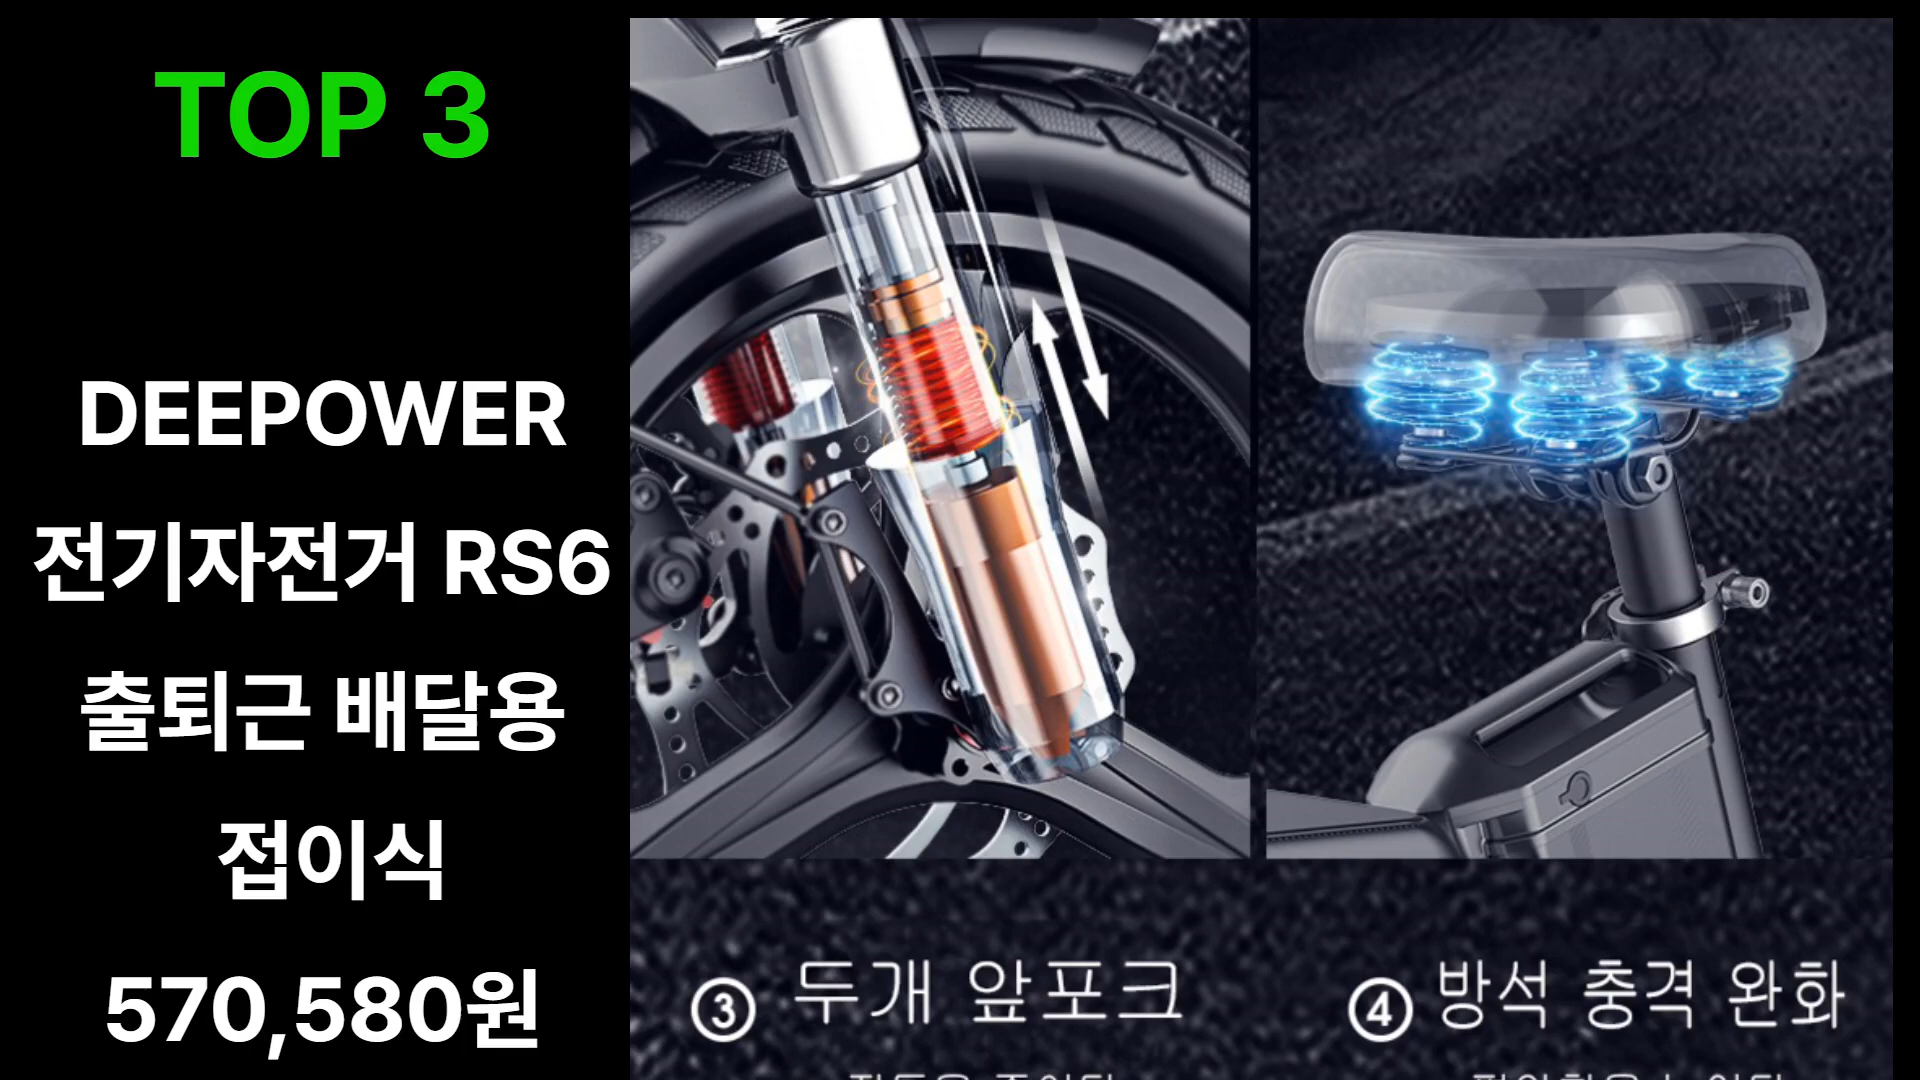 TOP 3
DEEPOWER
전기자전거 RS6
출퇴근 배달용
접이식
570,580원
③ 두개 앞포크
④ 방석 충격 완화